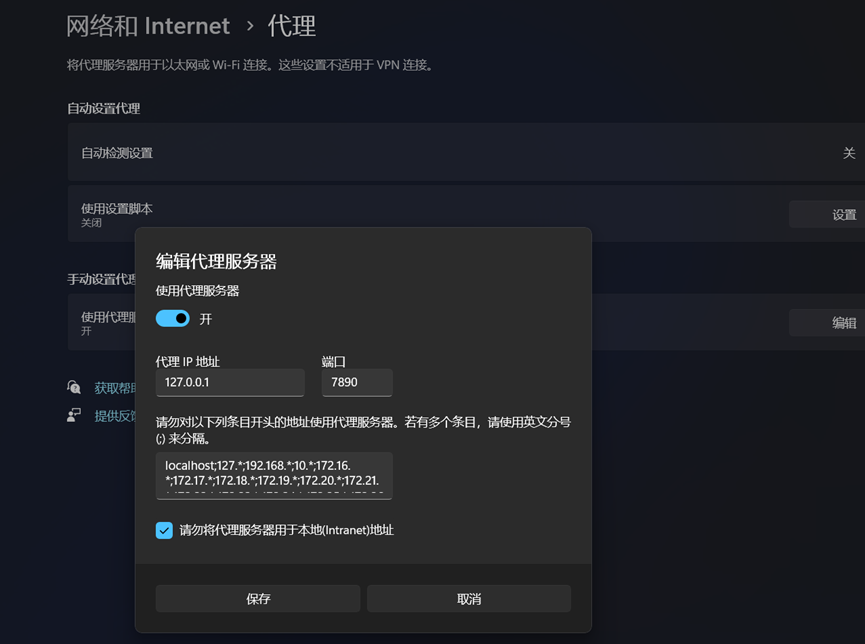 网络和 Internet › 代理
将代理服务器用于以太网或 Wi-Fi 连接。这些设置不适用于 VPN 连接。
自动设置代理
自动检测设置
关
使用设置脚本
关闭
设置
手动设置代理
使用代理服
开
编辑
获取帮助
提供反馈
编辑代理服务器
使用代理服务器
开
代理 IP 地址
端口
127.0.0.1
7890
请勿对以下列条目开头的地址使用代理服务器。若有多个条目，请使用英文分号
(;) 来分隔。
localhost;127.*;192.168.*;10.*;172.16.
*;172.17.*;172.18.*;172.19.*;172.20.*;172.21.
请勿将代理服务器用于本地(Intranet)地址
保存
取消